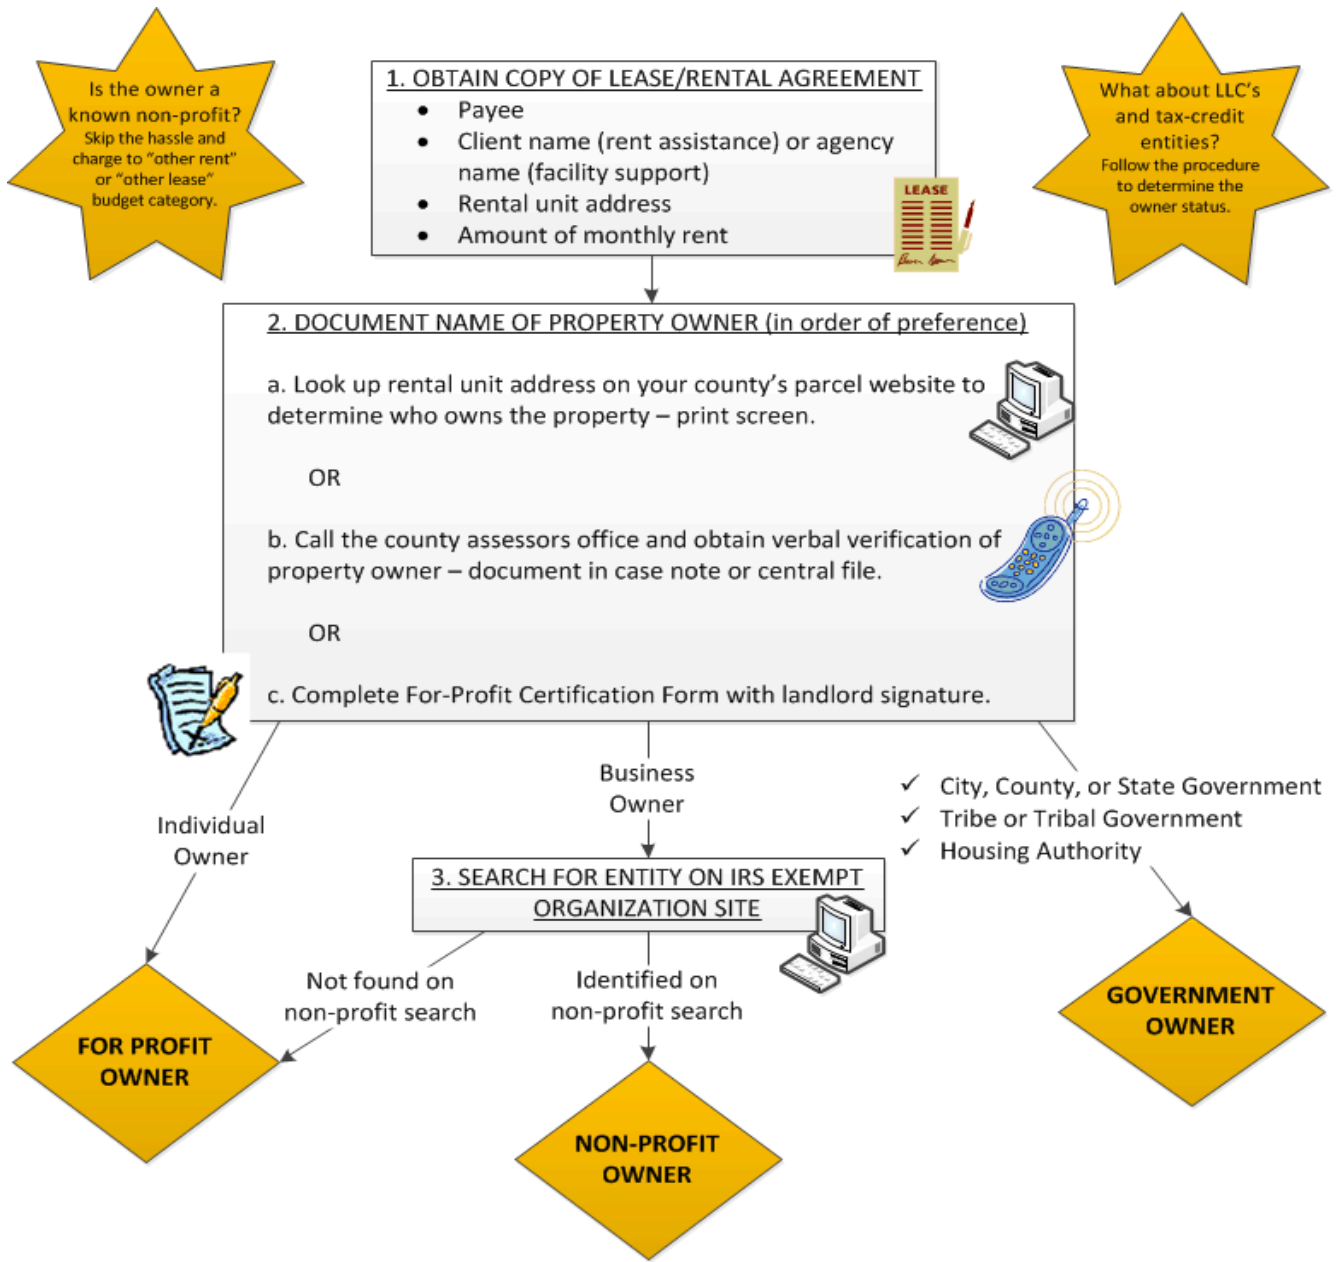 Is the owner a
known non-profit?
Skip the hassle and
charge to “other rent”
or “other lease”
budget category.
1. OBTAIN COPY OF LEASE/RENTAL AGREEMENT
• Payee
• Client name (rent assistance) or agency
name (facility support)
• Rental unit address
• Amount of monthly rent
LEASE
What about LLC’s
and tax-credit
entities?
Follow the procedure
to determine the
owner status.
2. DOCUMENT NAME OF PROPERTY OWNER (in order of preference)
a. Look up rental unit address on your county’s parcel website to
determine who owns the property – print screen.
OR
b. Call the county assessors office and obtain verbal verification of
property owner – document in case note or central file.
OR
c. Complete For-Profit Certification Form with landlord signature.
Individual
Owner
Business
Owner
✓ City, County, or State Government
✓ Tribe or Tribal Government
✓ Housing Authority
3. SEARCH FOR ENTITY ON IRS EXEMPT
ORGANIZATION SITE
Not found on
non-profit search
Identified on
non-profit search
FOR PROFIT
OWNER
NON-PROFIT
OWNER
GOVERNMENT
OWNER